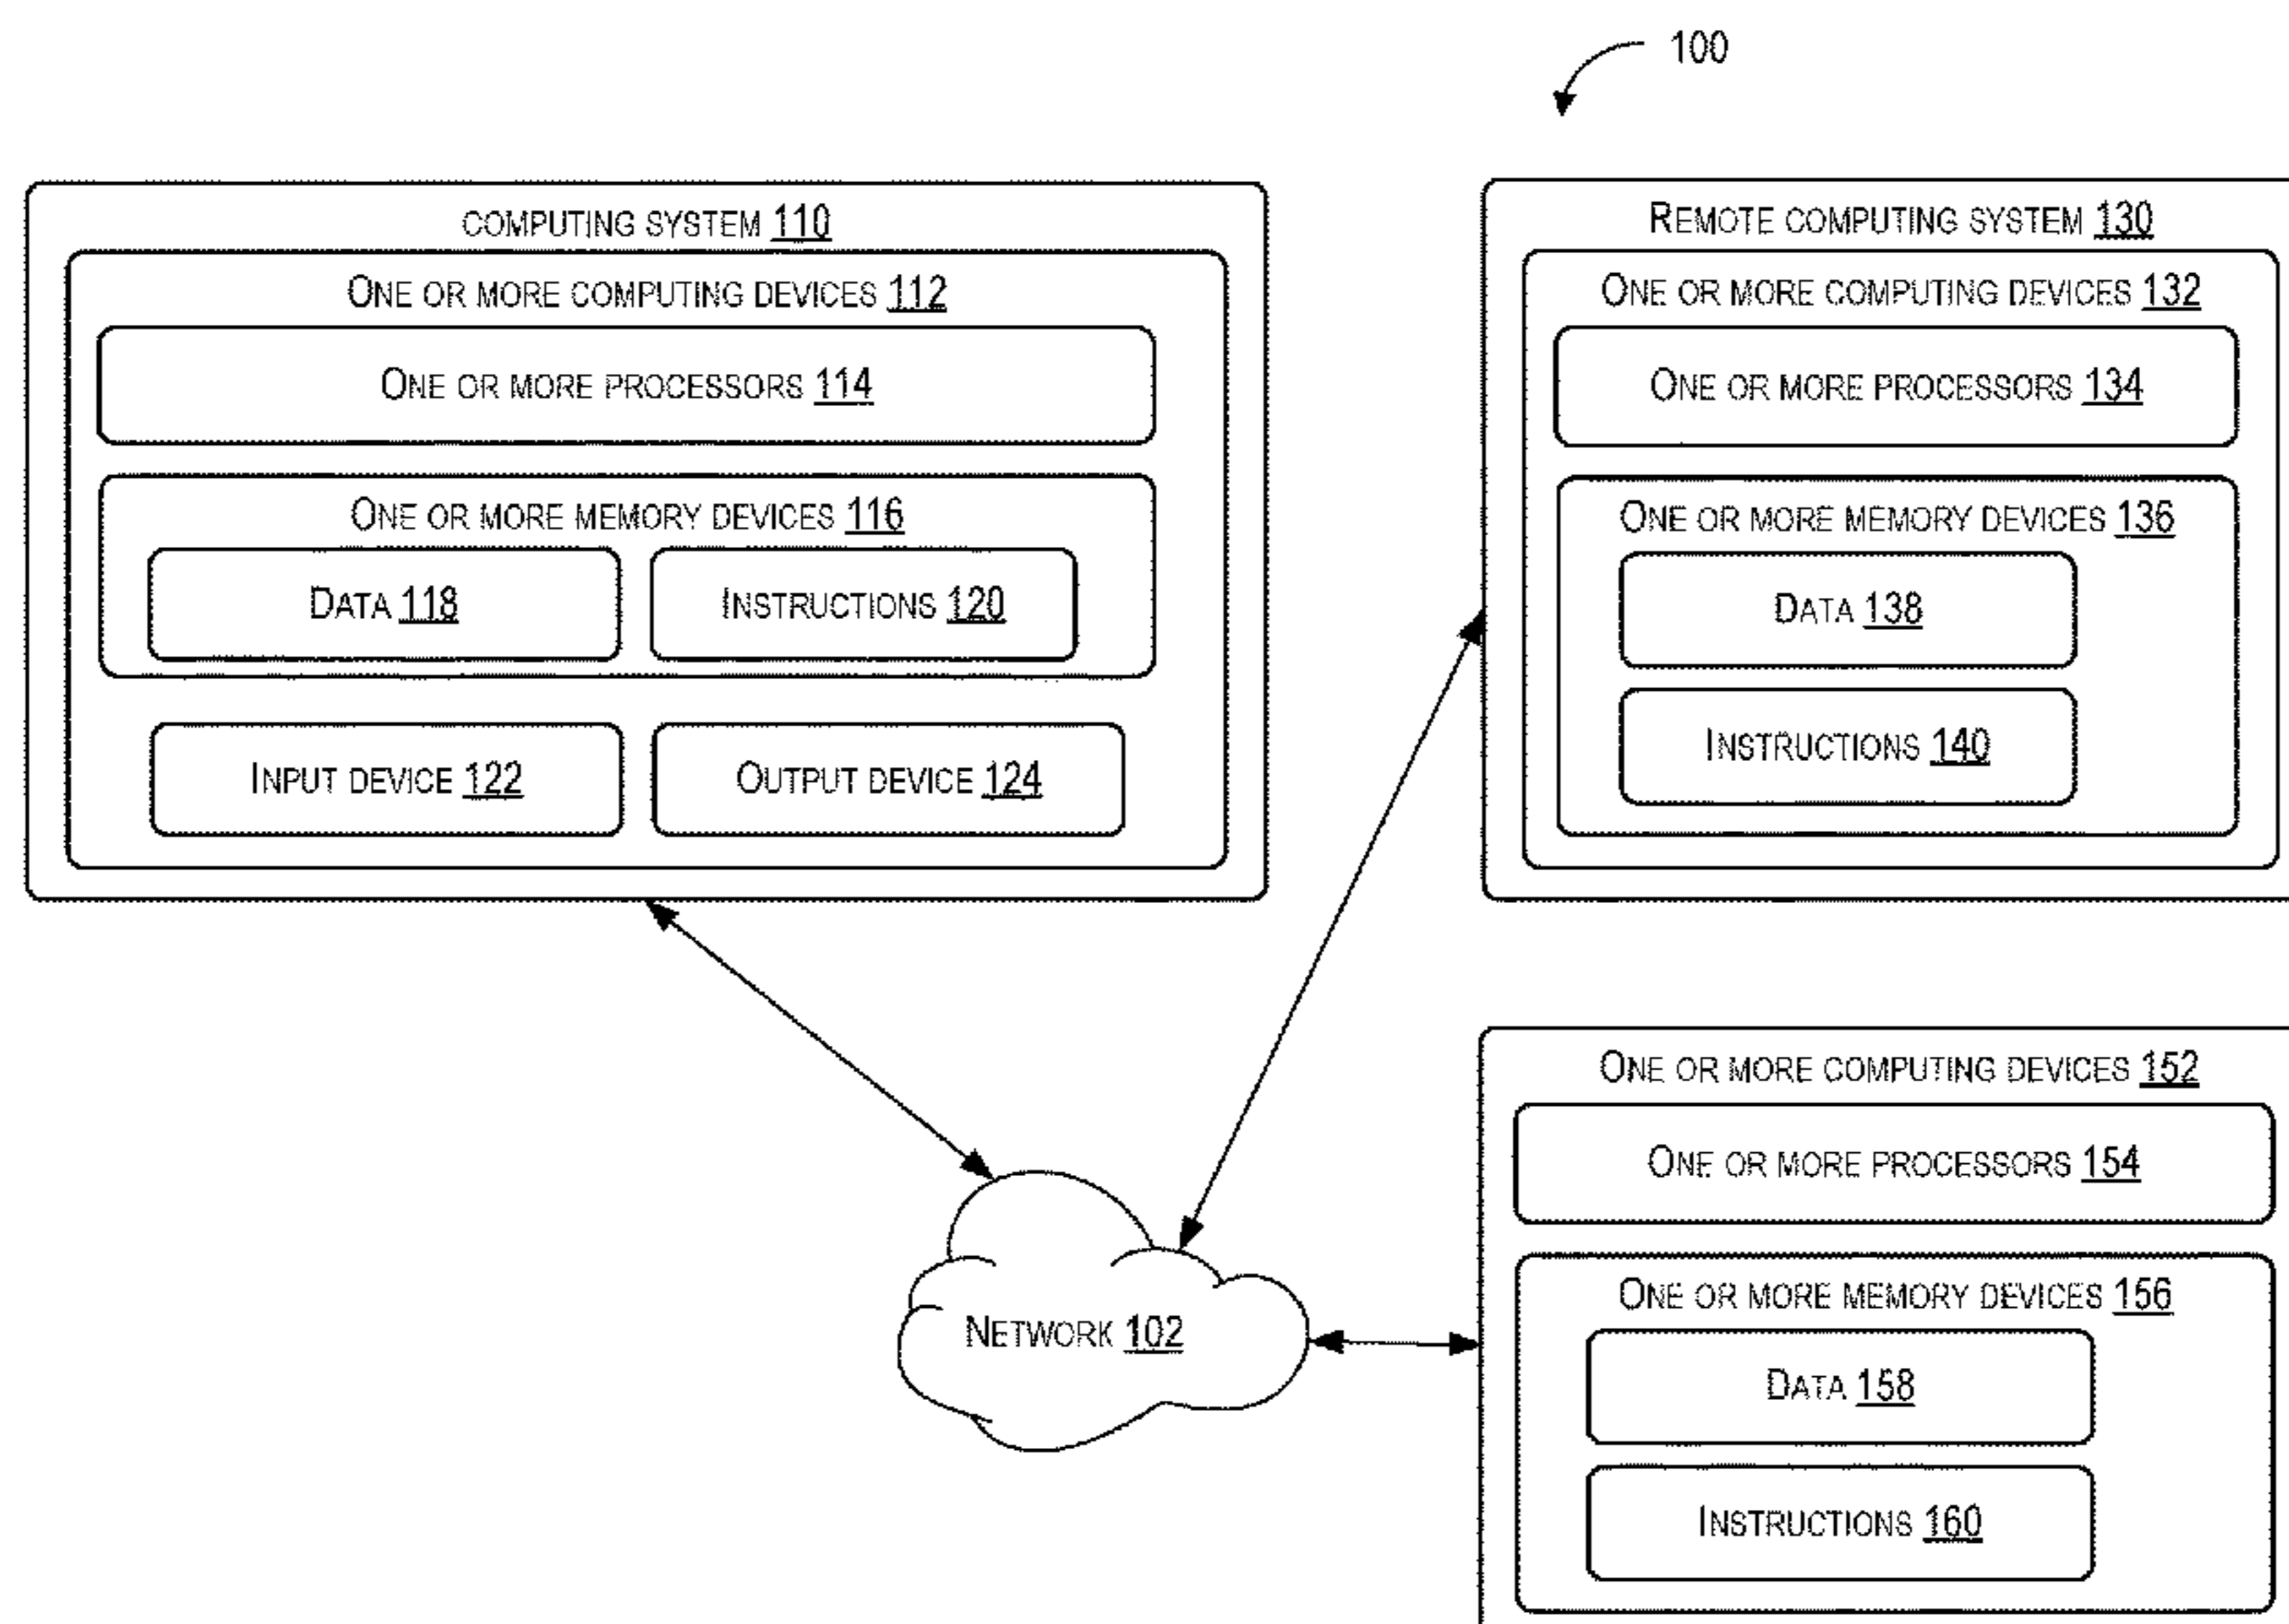 100
COMPUTING SYSTEM 110
ONE OR MORE COMPUTING DEVICES 112
ONE OR MORE PROCESSORS 114
ONE OR MORE MEMORY DEVICES 116
DATA 118
INSTRUCTIONS 120
INPUT DEVICE 122
OUTPUT DEVICE 124
REMOTE COMPUTING SYSTEM 130
ONE OR MORE COMPUTING DEVICES 132
ONE OR MORE PROCESSORS 134
ONE OR MORE MEMORY DEVICES 136
DATA 138
INSTRUCTIONS 140
NETWORK 102
ONE OR MORE COMPUTING DEVICES 152
ONE OR MORE PROCESSORS 154
ONE OR MORE MEMORY DEVICES 156
DATA 158
INSTRUCTIONS 160